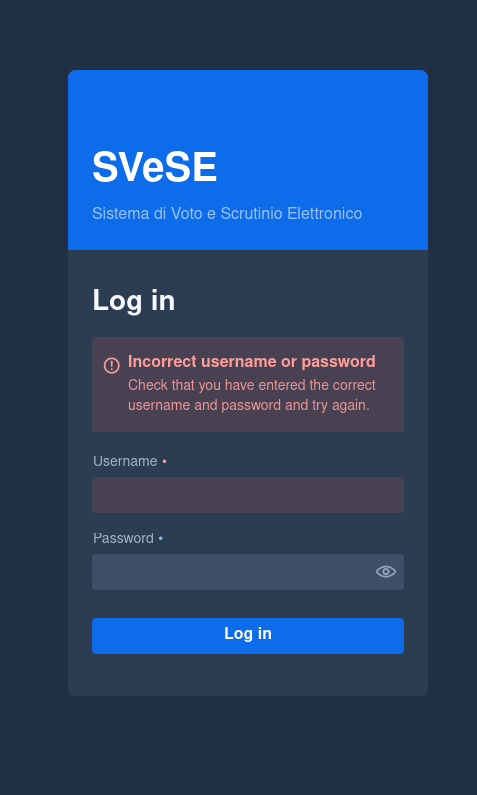 SVeSE
Sistema di Voto e Scrutinio Elettronico
Log in
Incorrect username or password
Check that you have entered the correct
username and password and try again.
Username •
Password •
Log in